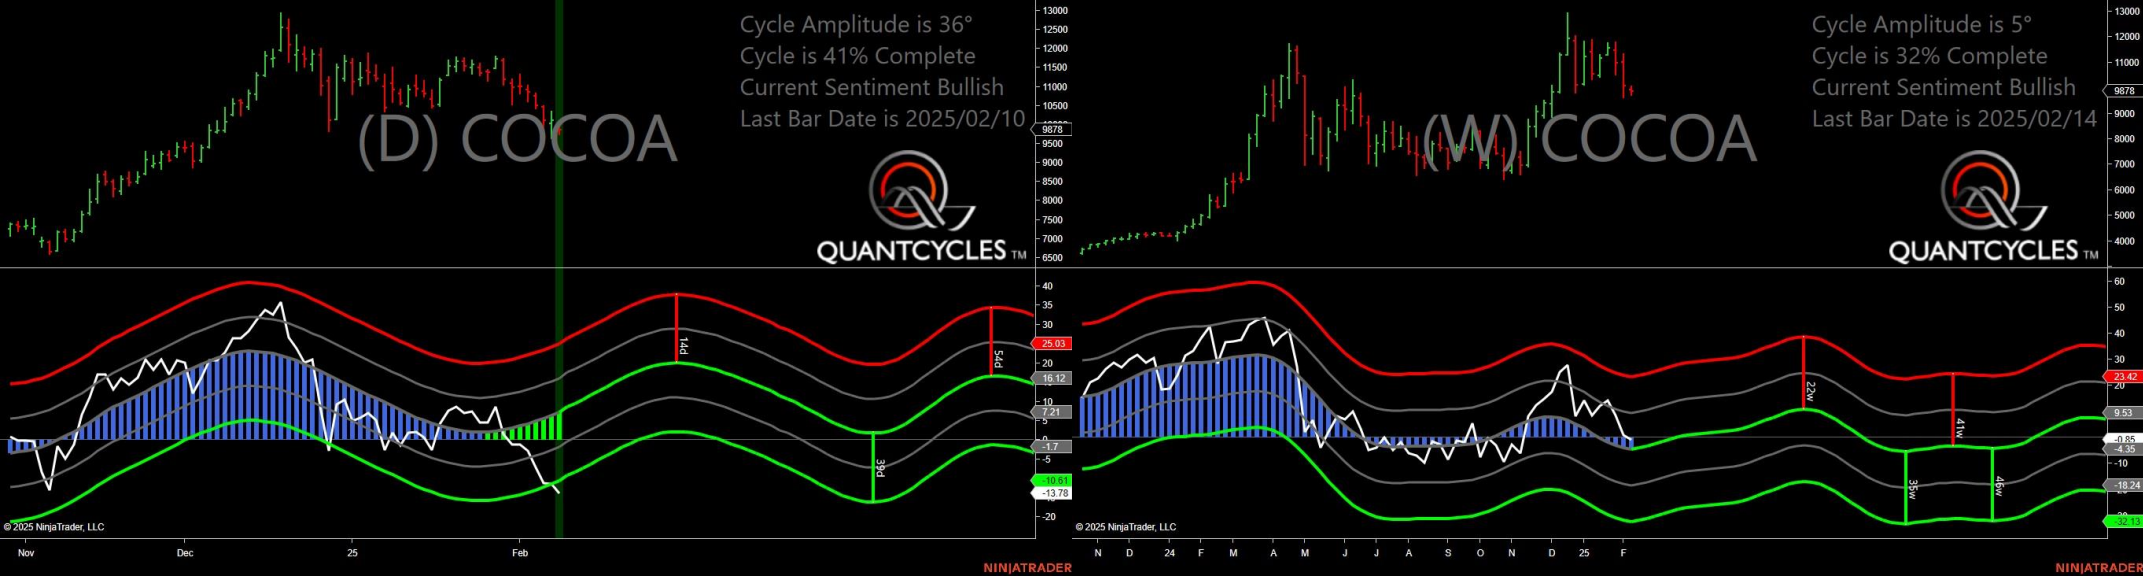 Cycle Amplitude is 36°
Cycle is 41% Complete
Current Sentiment Bullish
Last Bar Date is 2025/02/10
(D) COCOA
QUANTCYCLES TM
13000
12500
12000
11500
11000
10500
9878
9500
9000
8500
8000
7500
7000
6500
40
35
30
25.03
20
16.12
10
7.21
5
-1.7
-5
-10.61
-13.78
-20
14d
39d
54d
© 2025 NinjaTrader, LLC
Nov Dec 25 Feb
NINJATRADER
Cycle Amplitude is 5°
Cycle is 32% Complete
Current Sentiment Bullish
Last Bar Date is 2025/02/14
(W) COCOA
QUANTCYCLES TM
13000
12000
11000
9878
9000
8000
7000
6000
5000
4000
60
50
40
30
23.42
20
9.53
-0.85
-4.35
-10
-18.24
-32.13
22w
35w
41w
46w
© 2025 NinjaTrader, LLC
N D 24 F M A M J J A S O N D 25 F
NINJATRADER